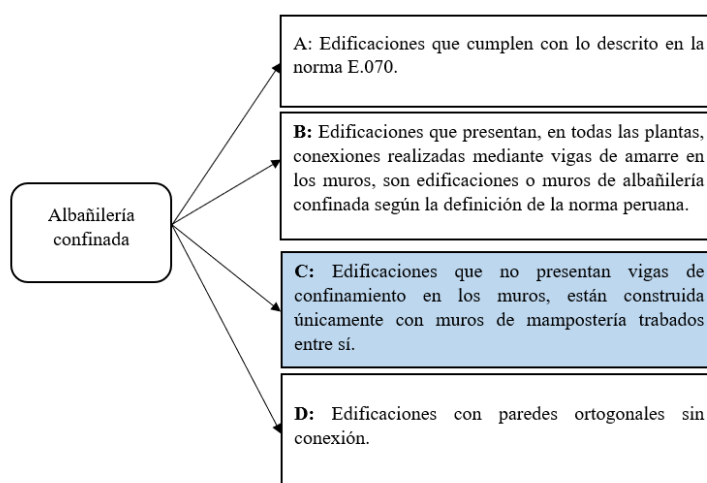 A: Edificaciones que cumplen con lo descrito en la
norma E.070.
B: Edificaciones que presentan, en todas las plantas,
conexiones realizadas mediante vigas de amarre en
los muros, son edificaciones o muros de albañilería
confinada según la definición de la norma peruana.
Albañilería
confinada
C: Edificaciones que no presentan vigas de
confinamiento en los muros, están construida
únicamente con muros de mampostería trabados
entre sí.
D: Edificaciones con paredes ortogonales sin
conexión.